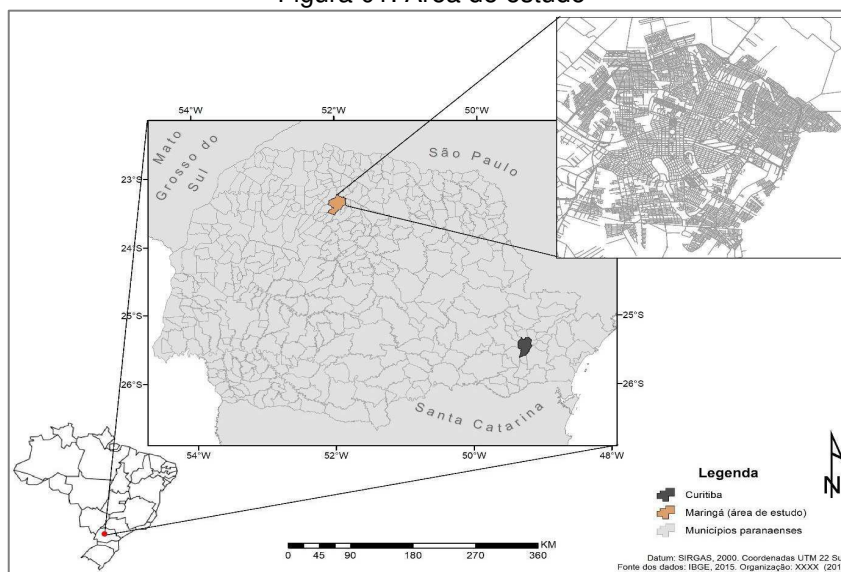 Figura 01: Área de estudo
54°W 52°W 50°W
Mato
Grosso do
Sul
São Paulo
23°S
24°S
25°S 25°S
26°S 26°S
Santa Catarina
54°W 52°W 50°W 48°W
N
Legenda
Curitiba
Maringá (área de estudo)
Municípios paranaenses
KM
0 45 90 180 270 360
Datum: SIRGAS, 2000. Coordenadas UTM 22 Su
Fonte dos dados: IBGE, 2015. Organização: XXXX (201